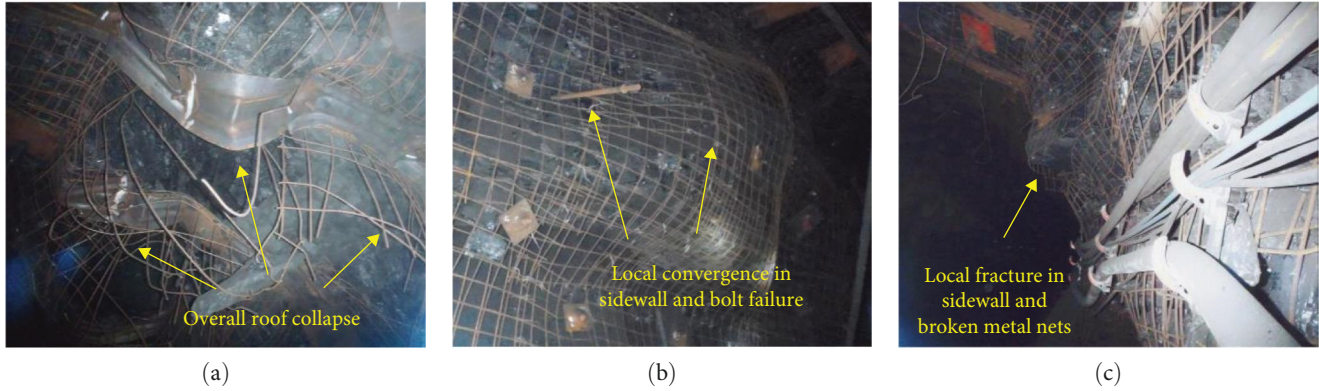 Overall roof collapse
(a)
Local convergence in
sidewall and bolt failure
(b)
Local fracture in
sidewall and
broken metal nets
(c)